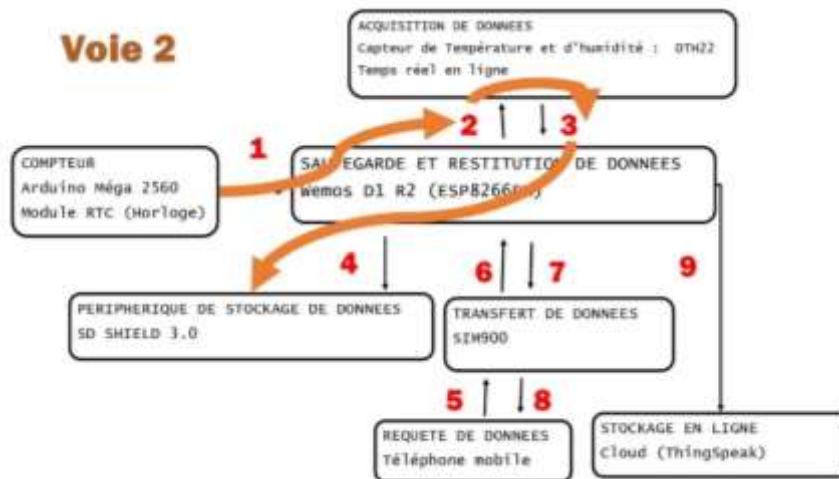 Voie 2
ACQUISITION DE DONNEES
Capteur de Température et d'humidité : DTH22
Temps réel en ligne
1
2
3
COMPTEUR
Arduino Méga 2560
Module RTC (Horloge)
SAUVEGARDE ET RESTITUTION DE DONNEES
Wemos D1 R2
4
6
7
9
PERIPHERIQUE DE STOCKAGE DE DONNEES
SD SHIELD 3.0
TRANSFERT DE DONNEES
SIM900
5
8
REQUETE DE DONNEES
Téléphone mobile
STOCKAGE EN LIGNE
Cloud (ThingSpeak)